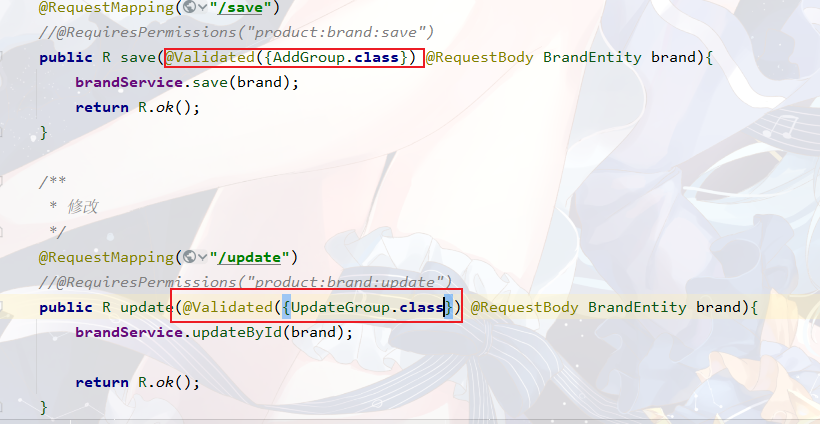 @RequestMapping("/save")
//@RequiresPermissions("product:brand:save")
public R save(@Validated({AddGroup.class}) @RequestBody BrandEntity brand){
brandService.save(brand);
return R.ok();
}
/**
* 修改
*/
@RequestMapping("/update")
//@RequiresPermissions("product:brand:update")
public R update(@Validated({UpdateGroup.class}) @RequestBody BrandEntity brand){
brandService.updateById(brand);
return R.ok();
}